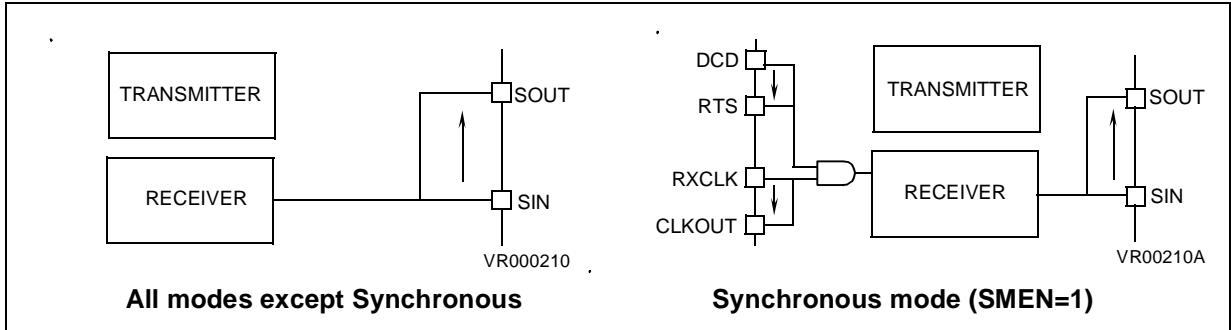 TRANSMITTER
SOUT
RECEIVER
SIN
VR000210
All modes except Synchronous
DCD
TRANSMITTER
SOUT
RTS
RXCLK
RECEIVER
SIN
CLKOUT
VR00210A
Synchronous mode (SMEN=1)